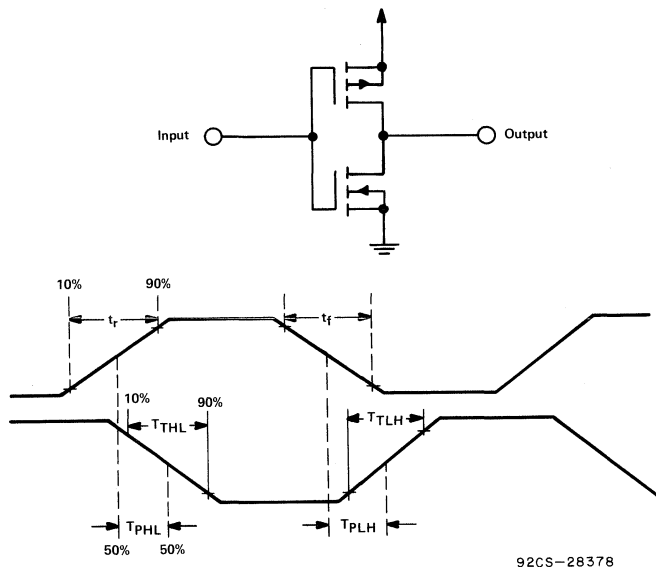 Input
Output
10% 90%
tr tf
10% 90%
TTHL TTLH
TPHL TPLH
50% 50%
92CS-28378